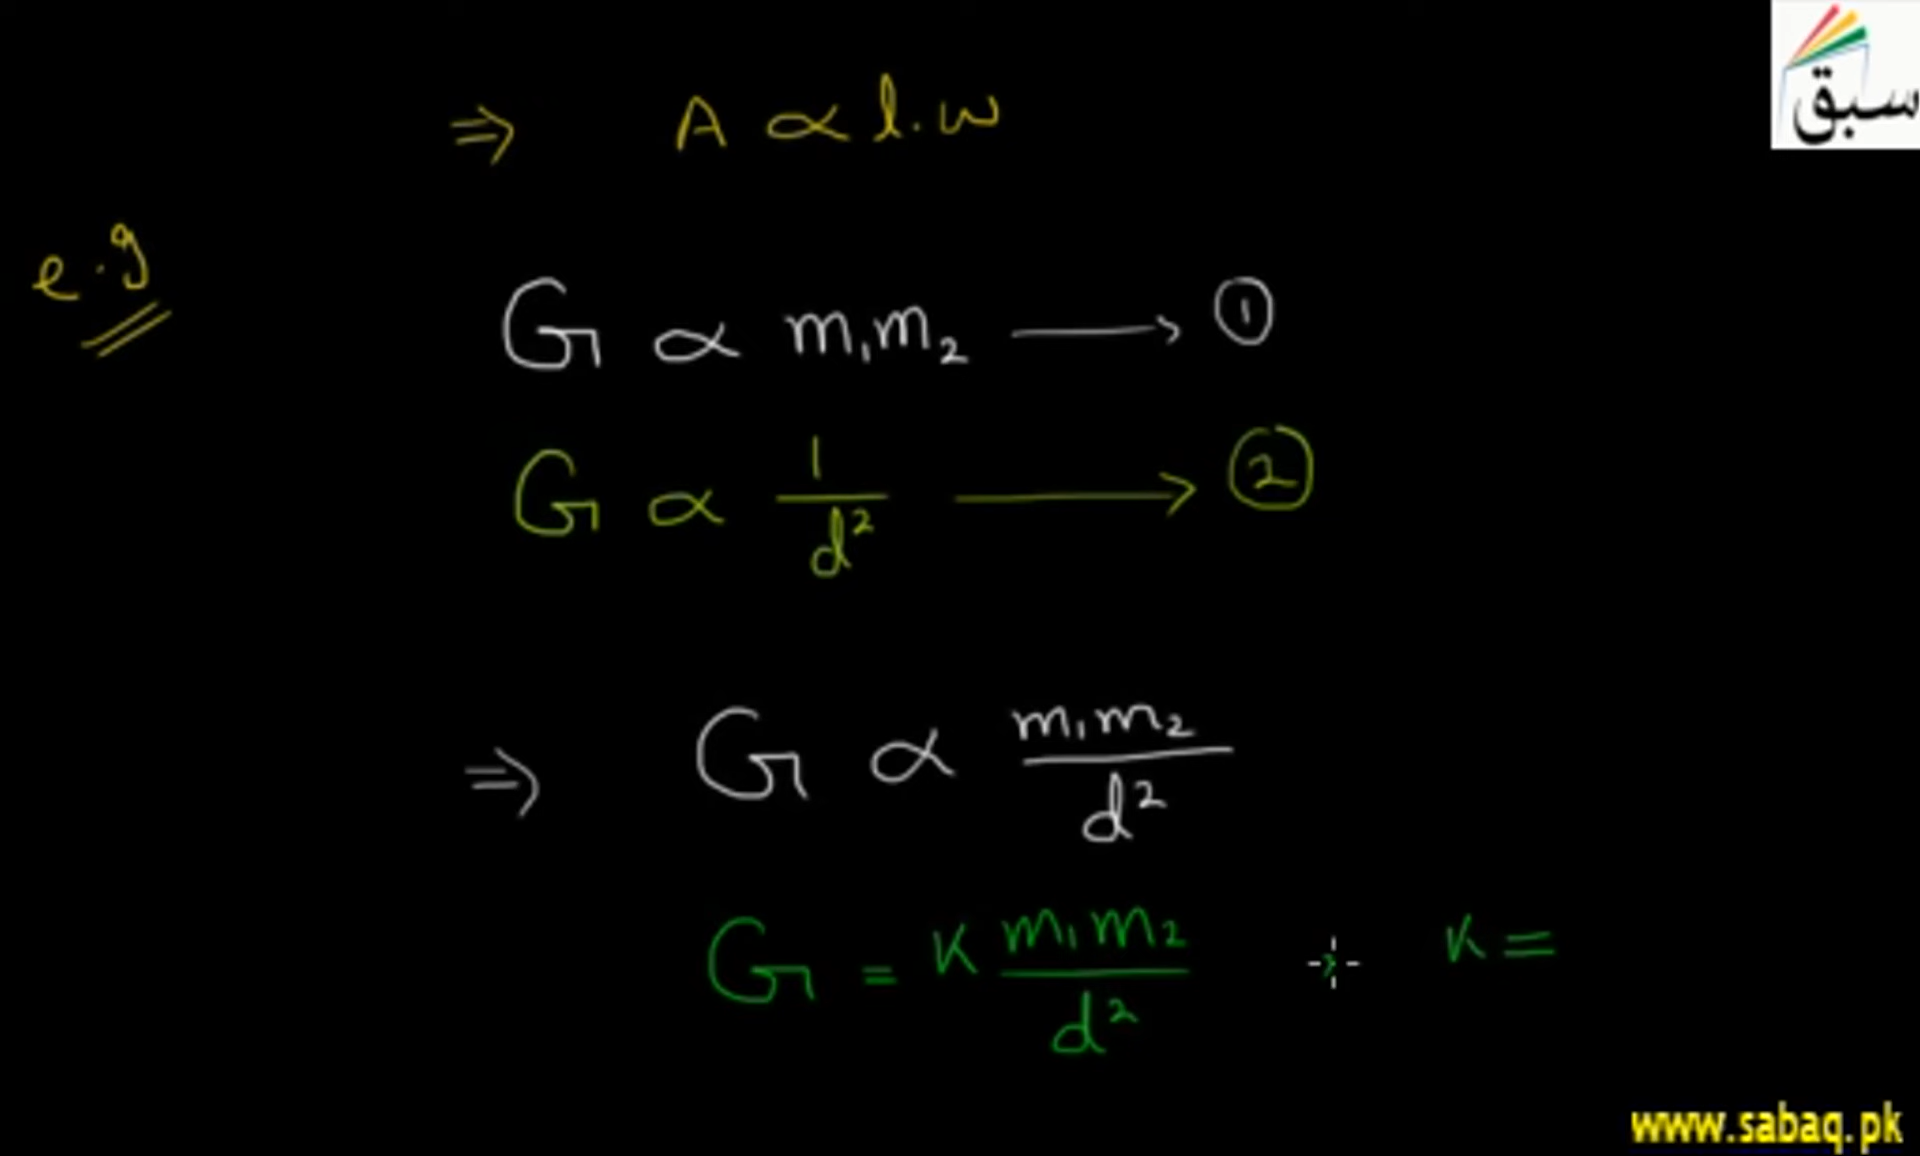 سبق
⇒ A ∝ l.w
e.g
G ∝ m₁m₂ → ①
G ∝ 1/d² → ②
⇒ G ∝ m₁m₂/d²
G = K m₁m₂/d² K =
www.sabaq.pk